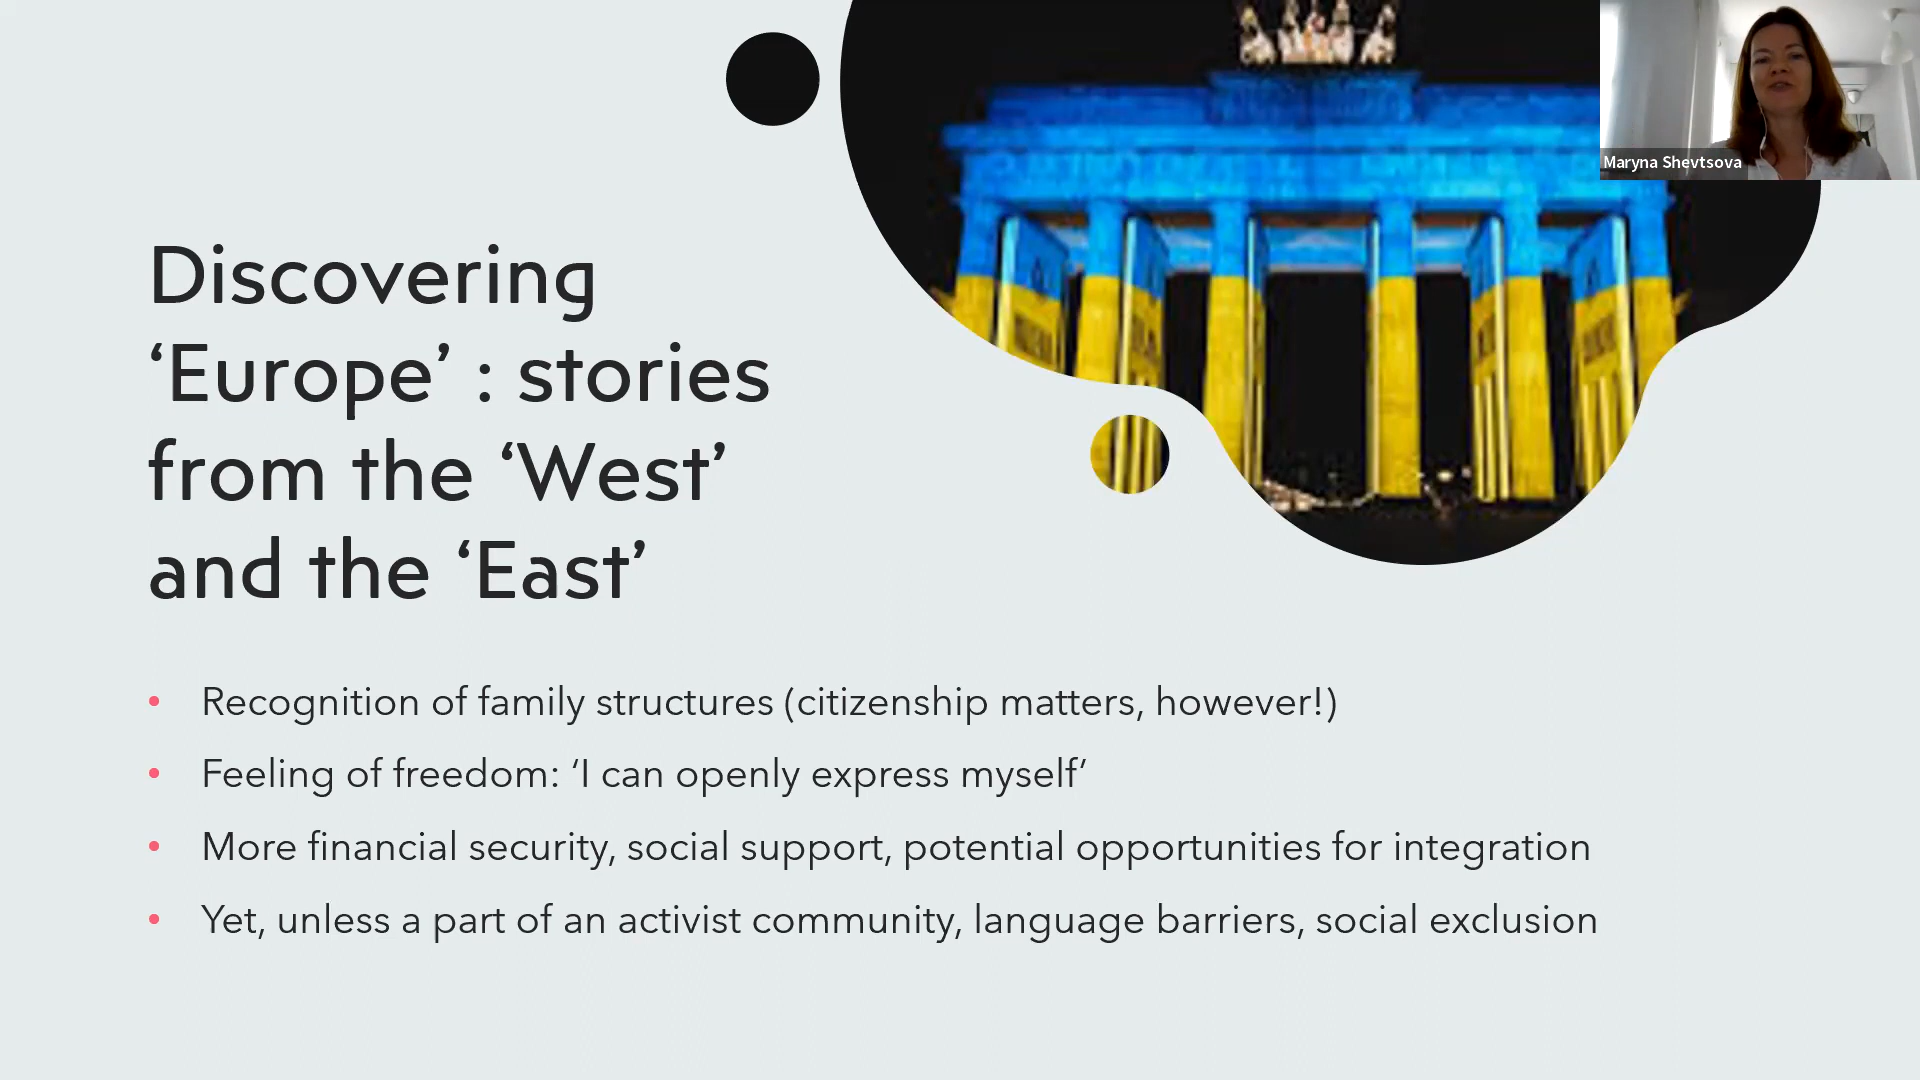 Maryna Shevtsova
Discovering
‘Europe’ : stories
from the ‘West’
and the ‘East’
• Recognition of family structures (citizenship matters, however!)
• Feeling of freedom: ‘I can openly express myself’
• More financial security, social support, potential opportunities for integration
• Yet, unless a part of an activist community, language barriers, social exclusion